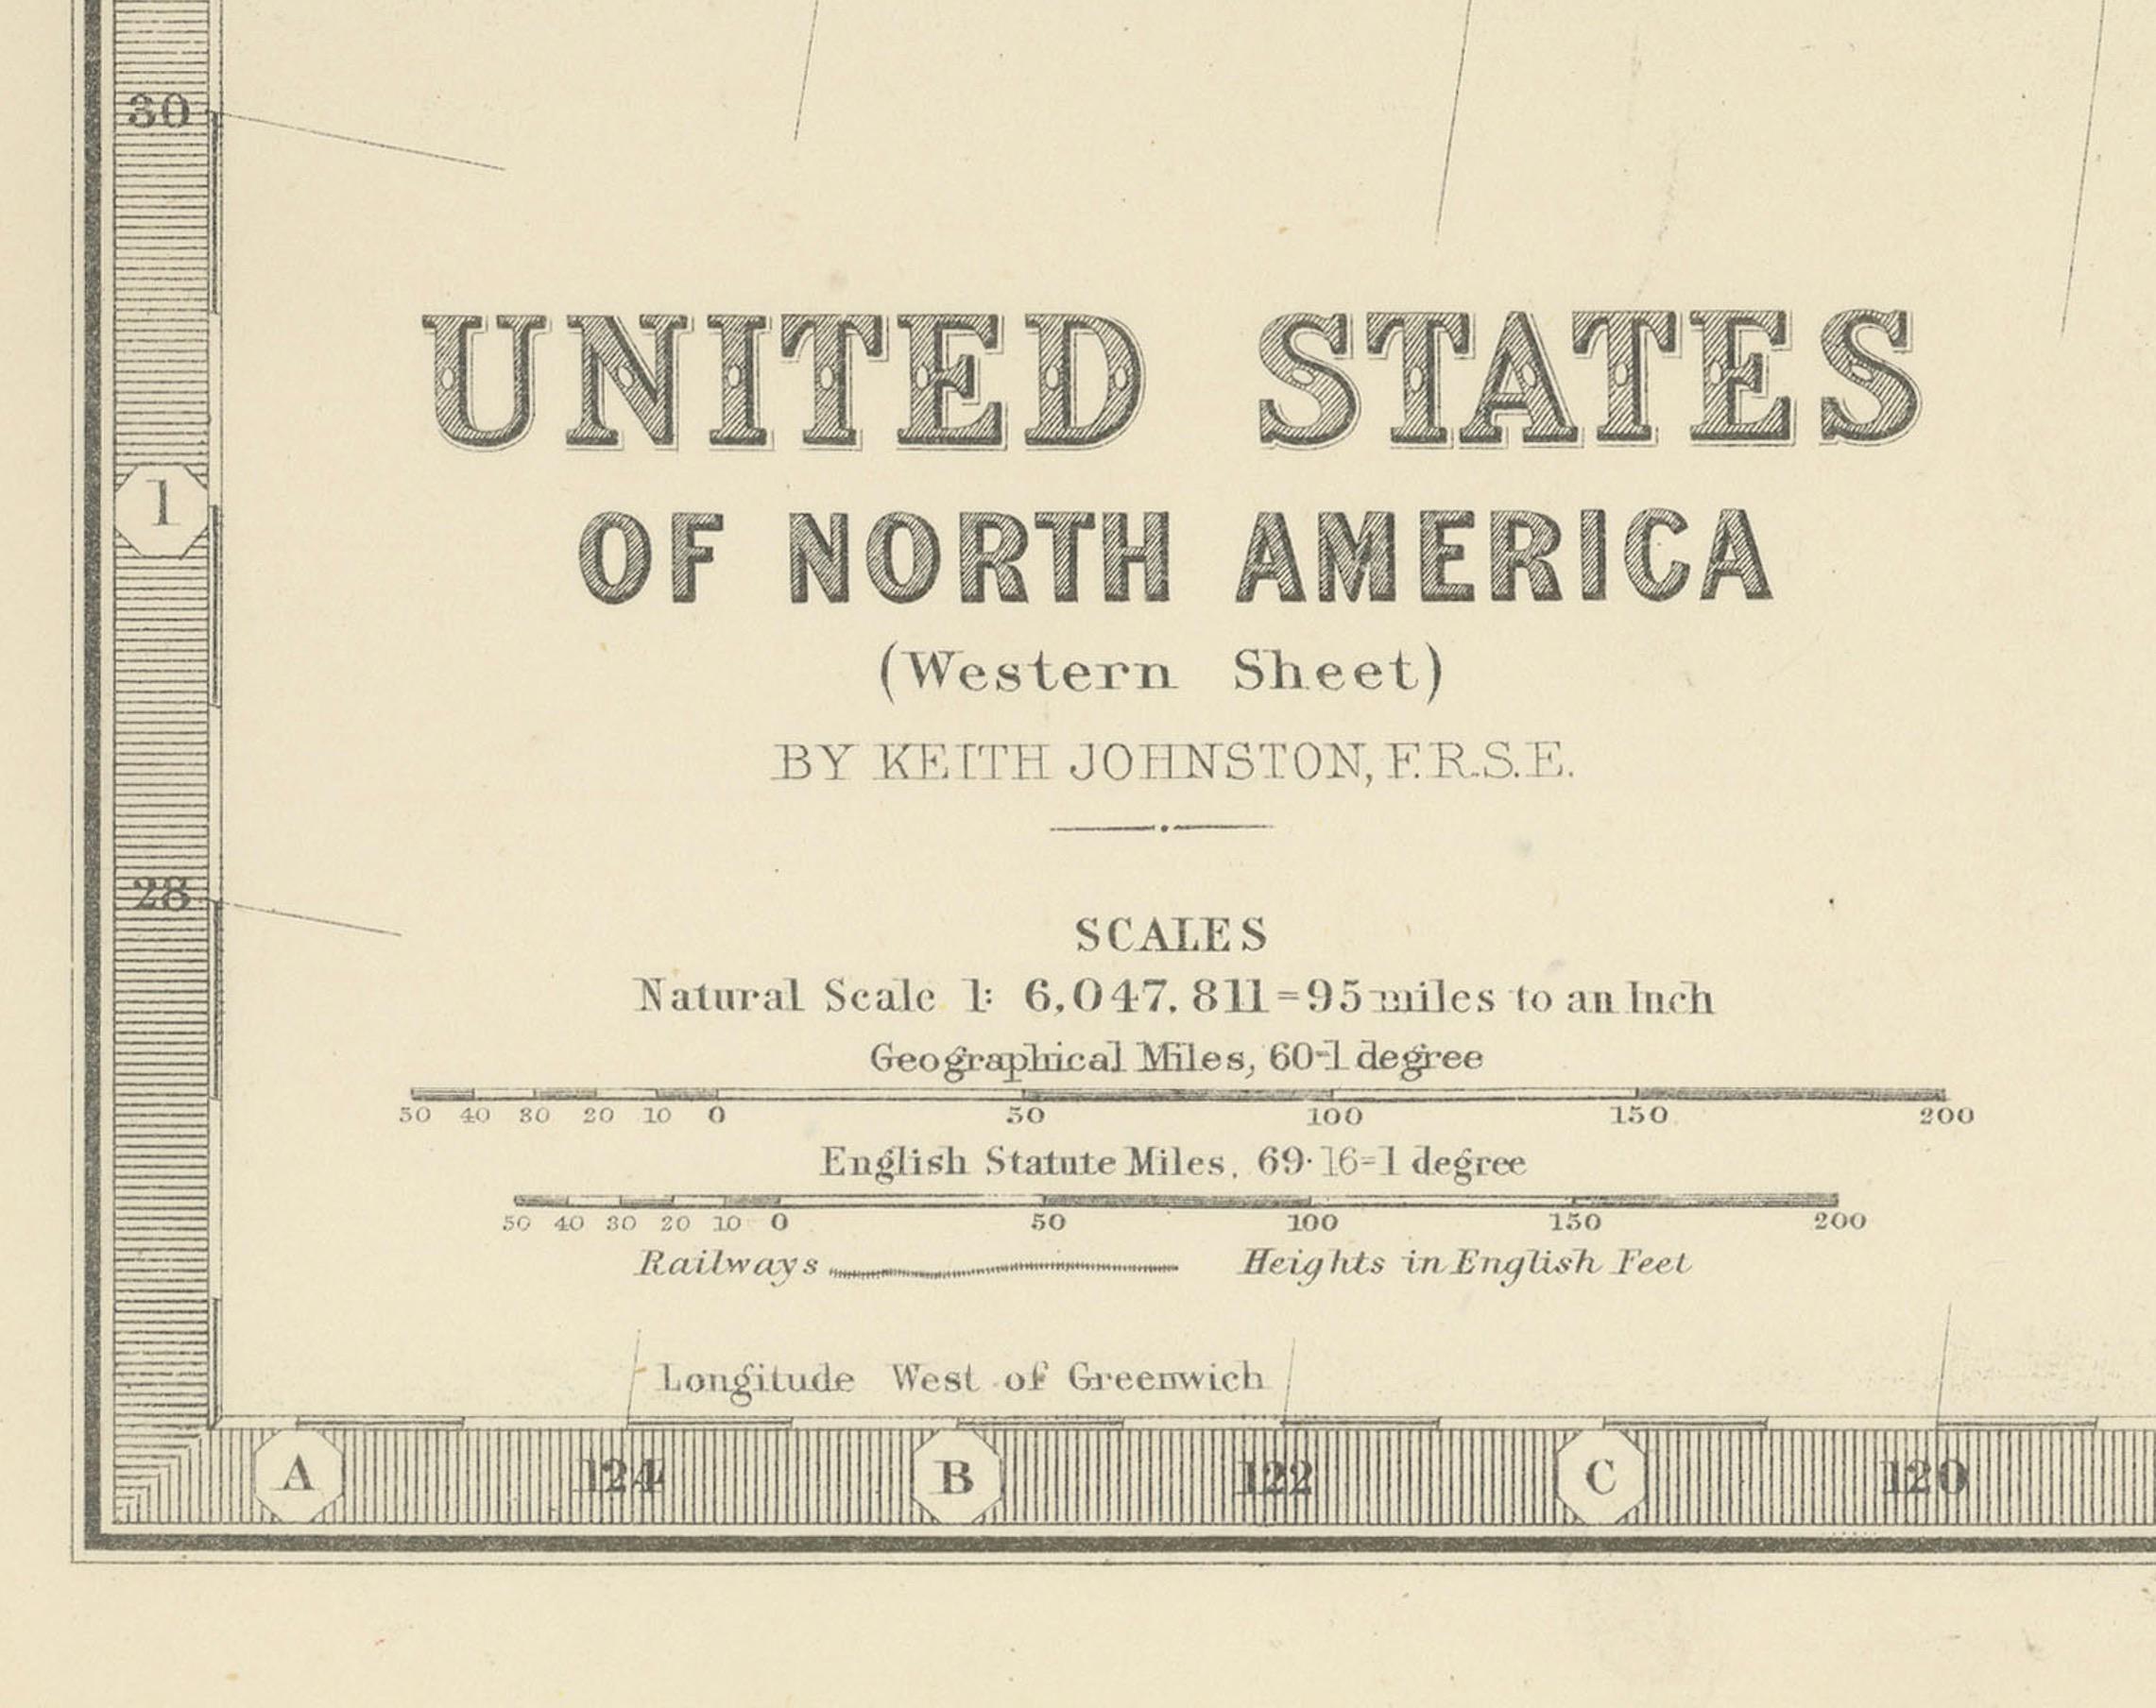 30
UNITED STATES
1
OF NORTH AMERICA
(Western Sheet)
BY KEITH JOHNSTON, F.R.S.E.
28
SCALES
Natural Scale 1: 6,047,811=95 miles to an Inch
Geographical Miles, 60=1 degree
50 40 30 20 10 0 50 100 150 200
English Statute Miles, 69·16=1 degree
50 40 30 20 10 0 50 100 150 200
Railways Heights in English Feet
Longitude West of Greenwich
A 124 B 122 C 120